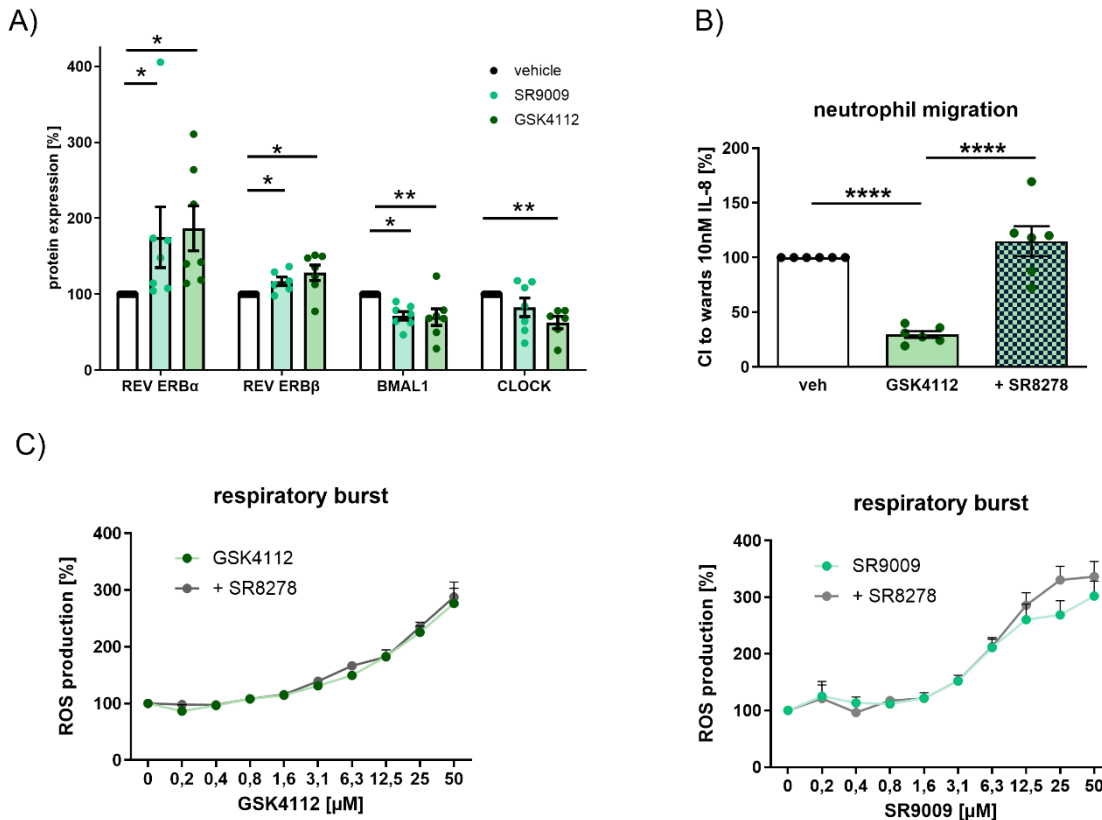 A)
* *
* *
* **
**
400
300
200
100
0
protein expression [%]
vehicle
SR9009
GSK4112
REV ERBα REV ERBβ BMAL1 CLOCK
B)
neutrophil migration
**** ****
200
150
100
50
0
CI to wards 10nM IL-8 [%]
veh GSK4112 + SR8278
C)
respiratory burst
400
300
200
100
0
ROS production [%]
GSK4112
+ SR8278
0 0,2 0,4 0,8 1,6 3,1 6,3 12,5 25 50
GSK4112 [µM]
respiratory burst
400
300
200
100
0
ROS production [%]
SR9009
+ SR8278
0 0,2 0,4 0,8 1,6 3,1 6,3 12,5 25 50
SR9009 [µM]